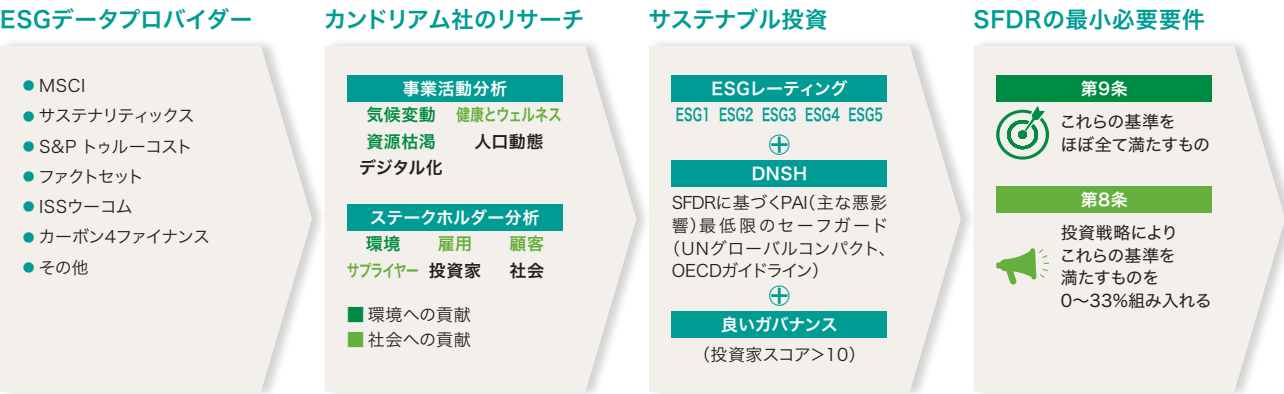 ESGデータプロバイダー
MSCI
サステナリティックス
S&P トゥルーコスト
ファクトセット
ISSウーコム
カーボン4ファイナンス
その他
カンドリアム社のリサーチ
事業活動分析
気候変動 健康とウェルネス
資源枯渇 人口動態
デジタル化
ステークホルダー分析
環境 雇用 顧客
サプライヤー 投資家 社会
環境への貢献
社会への貢献
サステナブル投資
ESGレーティング
ESG1 ESG2 ESG3 ESG4 ESG5
DNSH
SFDRに基づくPAI(主な悪影
響)最低限のセーフガード
(UNグローバルコンパクト、
OECDガイドライン)
良いガバナンス
(投資家スコア>10)
SFDRの最小必要要件
第9条
これらの基準を
ほぼ全て満たすもの
第8条
投資戦略により
これらの基準を
満たすものを
0〜33%組み入れる